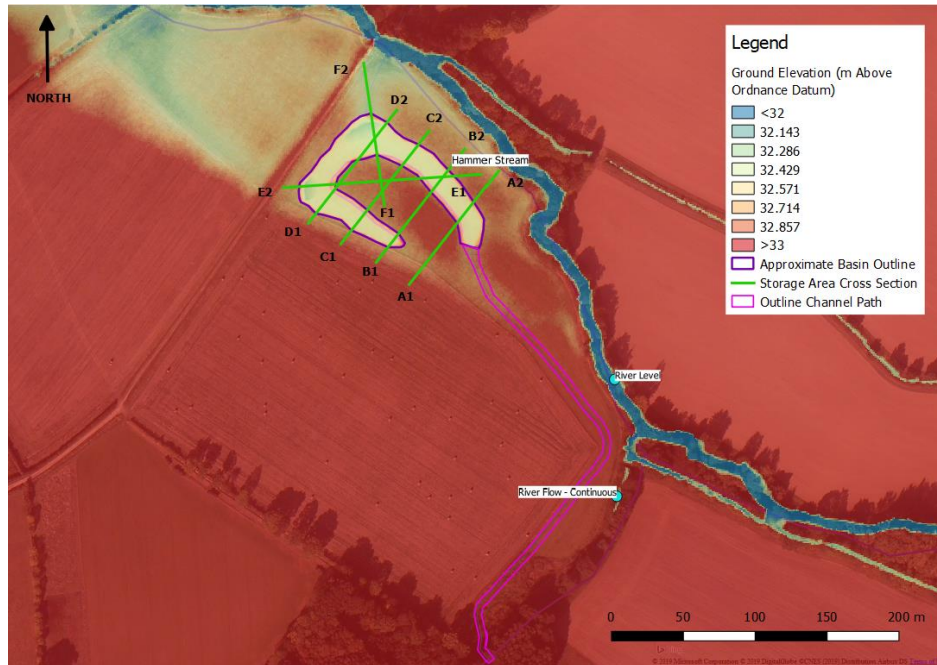 NORTH
F2
D2
C2
B2
Hammer Stream
A2
E2
E1
F1
D1
C1
B1
A1
River Level
River Flow - Continuous
Legend
Ground Elevation (m Above
Ordnance Datum)
<32
32.143
32.286
32.429
32.571
32.714
32.857
>33
Approximate Basin Outline
Storage Area Cross Section
Outline Channel Path
0 50 100 150 200 m